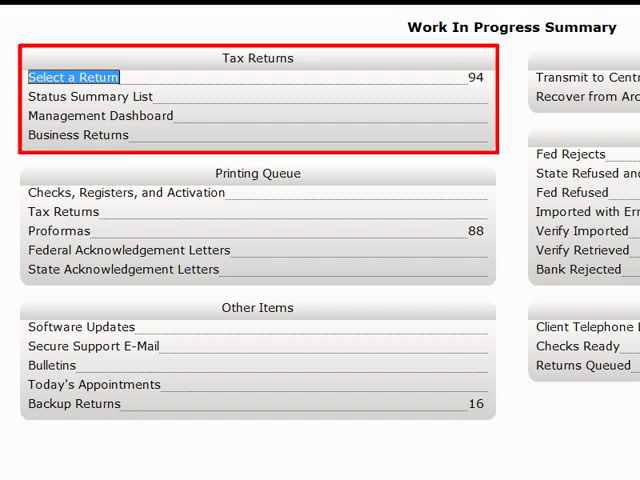 Work In Progress Summary
Tax Returns
Select a Return 94
Status Summary List
Management Dashboard
Business Returns
Printing Queue
Checks, Registers, and Activation
Tax Returns
Proformas 88
Federal Acknowledgement Letters
State Acknowledgement Letters
Other Items
Software Updates
Secure Support E-Mail
Bulletins
Today's Appointments
Backup Returns 16
Transmit to Centr
Recover from Arc
Fed Rejects
State Refused and
Fed Refused
Imported with Err
Verify Imported
Verify Retrieved
Bank Rejected
Client Telephone
Checks Ready
Returns Queued